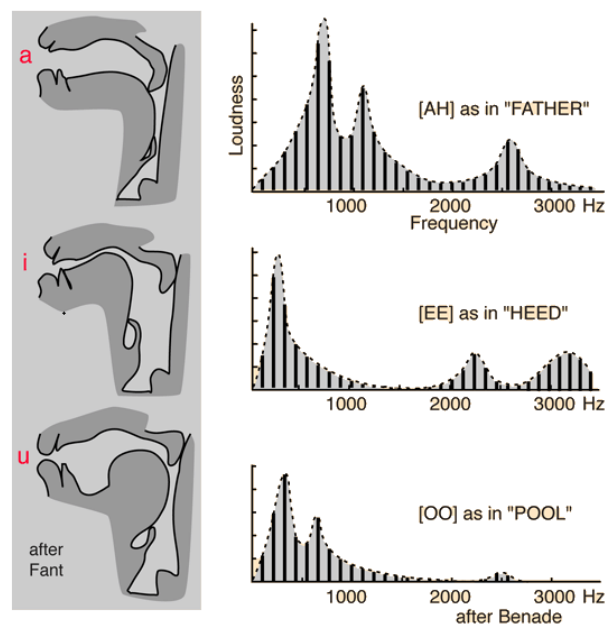 a
Loudness
[AH] as in "FATHER"
1000 2000 3000 Hz
Frequency
i
[EE] as in "HEED"
1000 2000 3000 Hz
u
[OO] as in "POOL"
after
Fant
1000 2000 3000 Hz
after Benade